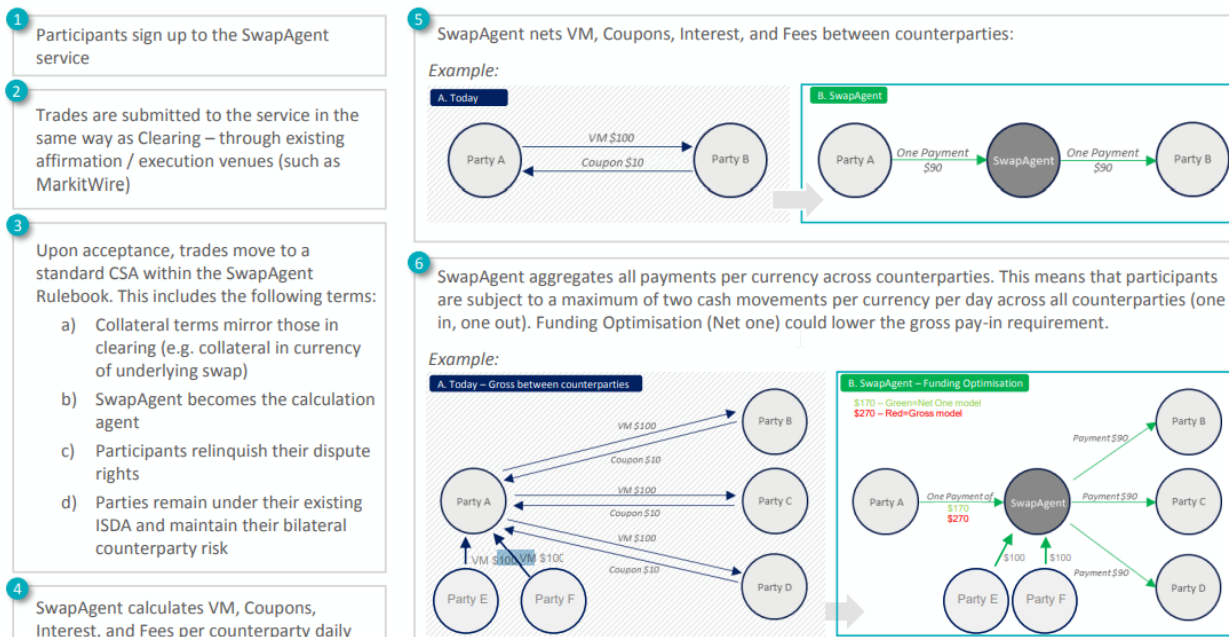 1
Participants sign up to the SwapAgent
service
2
Trades are submitted to the service in the
same way as Clearing – through existing
affirmation / execution venues (such as
MarkitWire)
3
Upon acceptance, trades move to a
standard CSA within the SwapAgent
Rulebook. This includes the following terms:
a) Collateral terms mirror those in
clearing (e.g. collateral in currency
of underlying swap)
b) SwapAgent becomes the calculation
agent
c) Participants relinquish their dispute
rights
d) Parties remain under their existing
ISDA and maintain their bilateral
counterparty risk
4
SwapAgent calculates VM, Coupons,
Interest, and Fees per counterparty daily
5
SwapAgent nets VM, Coupons, Interest, and Fees between counterparties:
Example:
A. Today
Party A
VM $100
Coupon $10
Party B
B. SwapAgent
Party A
One Payment
$90
SwapAgent
One Payment
$90
Party B
6
SwapAgent aggregates all payments per currency across counterparties. This means that participants
are subject to a maximum of two cash movements per currency per day across all counterparties (one
in, one out). Funding Optimisation (Net one) could lower the gross pay-in requirement.
Example:
A. Today – Gross between counterparties
VM $100
Coupon $10
Party B
Party A
VM $100
Coupon $10
Party C
VM $100
Coupon $10
Party D
VM $100
VM $100
Party E
Party F
B. SwapAgent – Funding Optimisation
$170 – Green=Net One model
$270 – Red=Gross model
Party B
Payment $90
Party A
One Payment of
$170
$270
SwapAgent
Payment $90
Party C
$100
$100
Payment $90
Party D
Party E
Party F